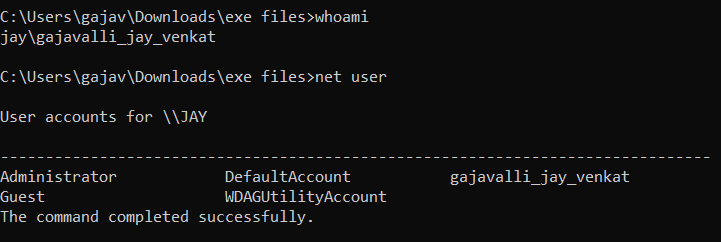 C:\Users\gajav\Downloads\exe files>whoami
jay\gajavalli_jay_venkat
C:\Users\gajav\Downloads\exe files>net user
User accounts for \\JAY
-------------------------------------------------------------------------------
Administrator            DefaultAccount           gajavalli_jay_venkat
Guest                    WDAGUtilityAccount
The command completed successfully.